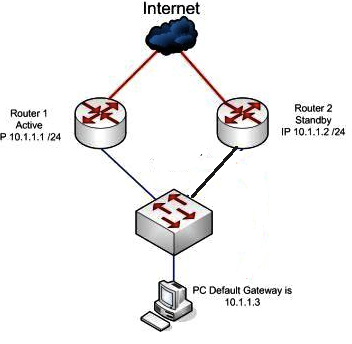 Internet
Router 1
Active
P 10.1.1.1 /24
Router 2
Standby
IP 10.1.1.2 /24
PC Default Gateway is
10.1.1.3